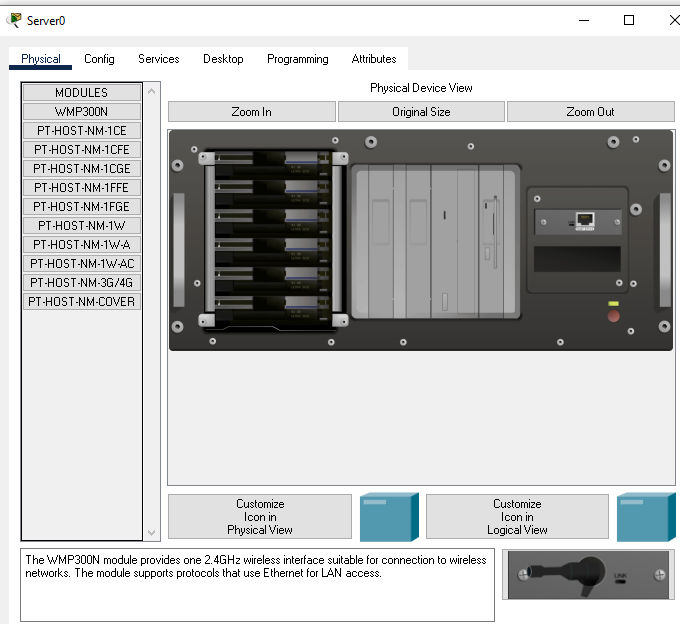 Server0
Physical Config Services Desktop Programming Attributes
MODULES
WMP300N
PT-HOST-NM-1CE
PT-HOST-NM-1CFE
PT-HOST-NM-1CGE
PT-HOST-NM-1FFE
PT-HOST-NM-1FGE
PT-HOST-NM-1W
PT-HOST-NM-1W-A
PT-HOST-NM-1W-AC
PT-HOST-NM-3G/4G
PT-HOST-NM-COVER
Physical Device View
Zoom In Original Size Zoom Out
Customize
Icon in
Physical View
Customize
Icon in
Logical View
The WMP300N module provides one 2.4GHz wireless interface suitable for connection to wireless
networks. The module supports protocols that use Ethernet for LAN access.
LINK